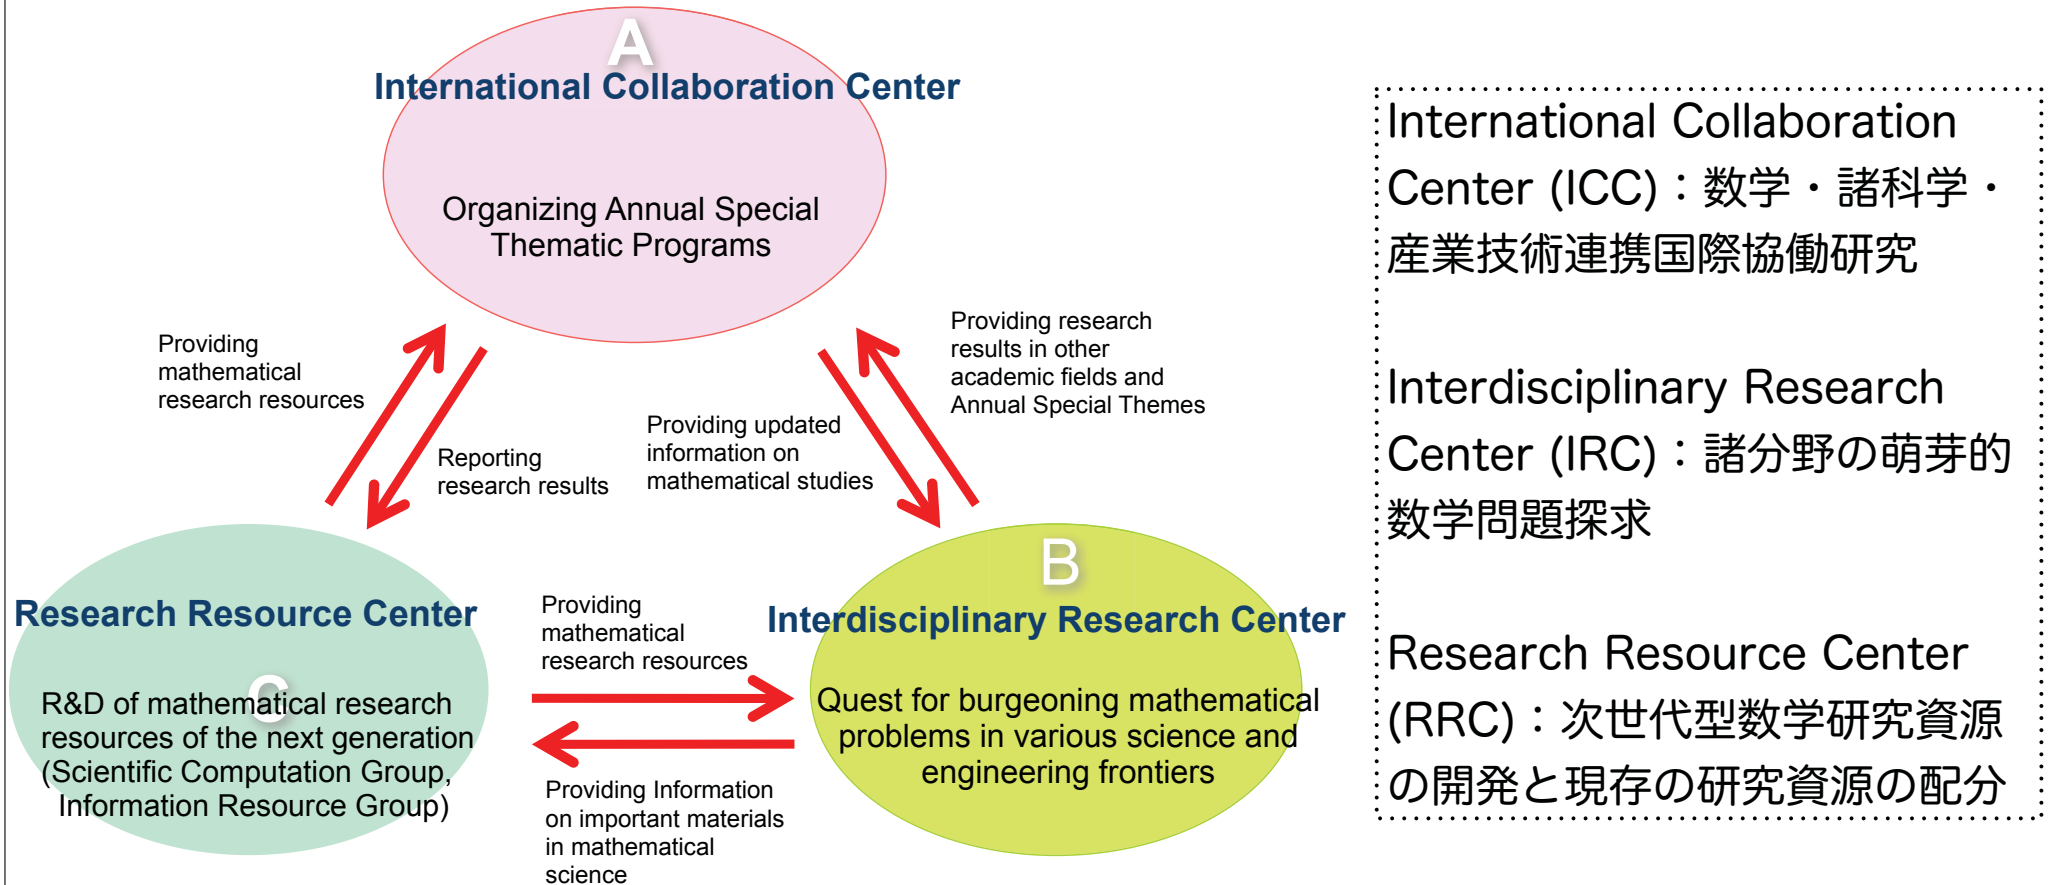 A
International Collaboration Center
Organizing Annual Special
Thematic Programs
Providing
mathematical
research resources
Reporting
research results
Providing updated
information on
mathematical studies
Providing research
results in other
academic fields and
Annual Special Themes
Research Resource Center
C
R&D of mathematical research
resources of the next generation
(Scientific Computation Group,
Information Resource Group)
Providing
mathematical
research resources
Providing Information
on important materials
in mathematical
science
B
Interdisciplinary Research Center
Quest for burgeoning mathematical
problems in various science and
engineering frontiers
International Collaboration
Center (ICC)：数学・諸科学・
産業技術連携国際協働研究
Interdisciplinary Research
Center (IRC)：諸分野の萌芽的
数学問題探求
Research Resource Center
(RRC)：次世代型数学研究資源
の開発と現存の研究資源の配分